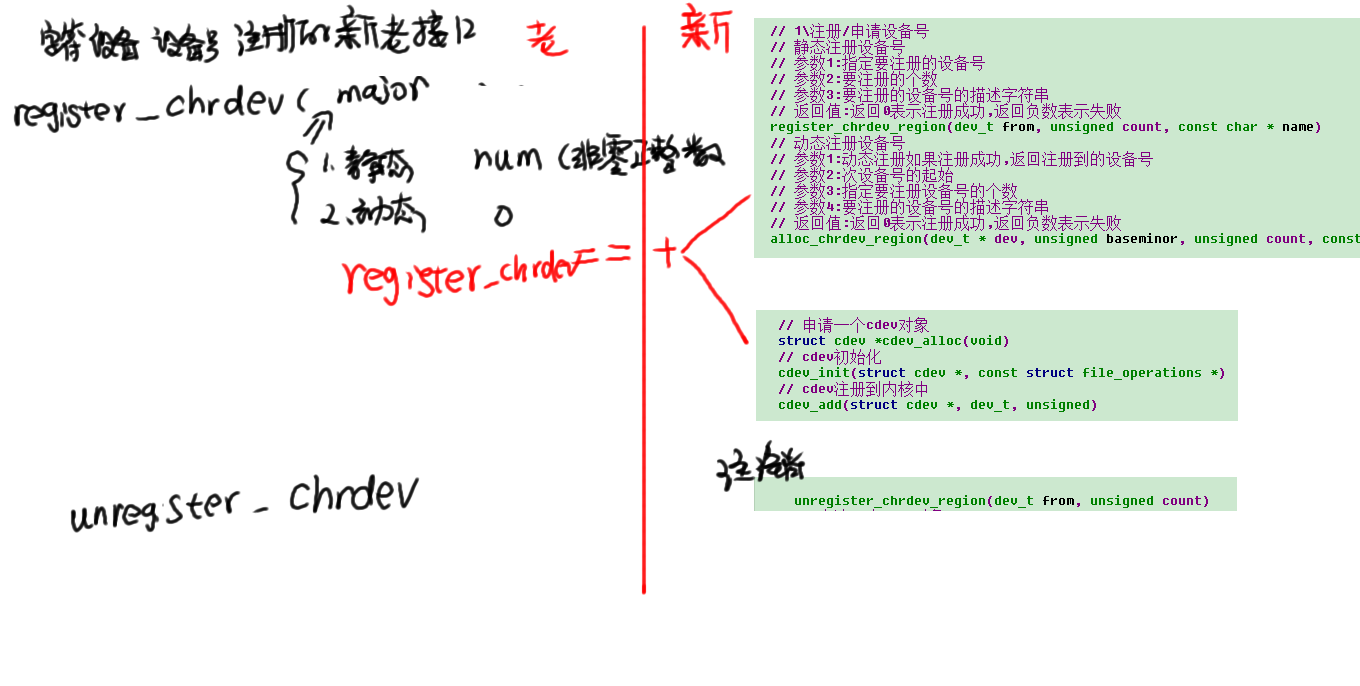 字符设备 设备号 注册的新老接口
老
新
register_chrdev( major
1.静态 num (非零正整数
2.动态 0
register_chrdev == +
// 1\注册/申请设备号
// 静态注册设备号
// 参数1:指定要注册的设备号
// 参数2:要注册的个数
// 参数3:要注册的设备号的描述字符串
// 返回值:返回0表示注册成功,返回负数表示失败
register_chrdev_region(dev_t from, unsigned count, const char * name)
// 动态注册设备号
// 参数1:动态注册如果注册成功,返回注册到的设备号
// 参数2:次设备号的起始
// 参数3:指定要注册设备号的个数
// 参数4:要注册的设备号的描述字符串
// 返回值:返回0表示注册成功,返回负数表示失败
alloc_chrdev_region(dev_t * dev, unsigned baseminor, unsigned count, const
// 申请一个cdev对象
struct cdev *cdev_alloc(void)
// cdev初始化
cdev_init(struct cdev *, const struct file_operations *)
// cdev注册到内核中
cdev_add(struct cdev *, dev_t, unsigned)
unregister_chrdev
注销
unregister_chrdev_region(dev_t from, unsigned count)